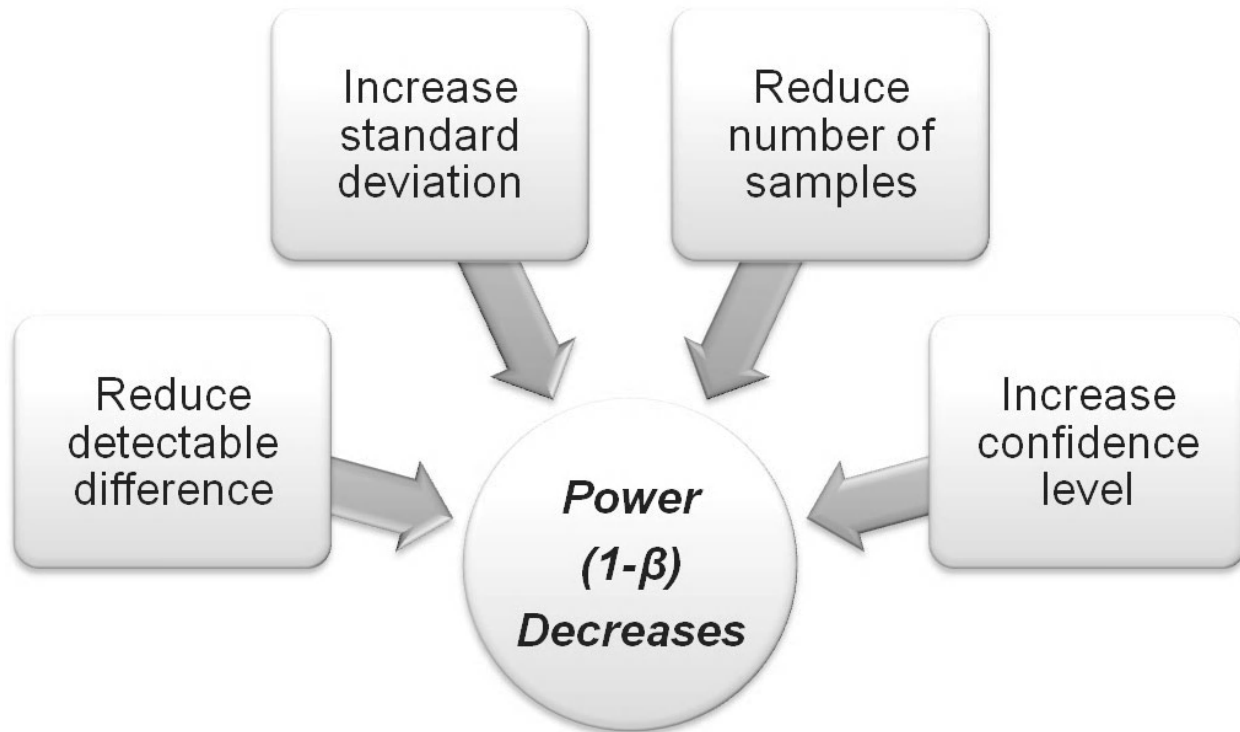 Increase
standard
deviation
Reduce
number of
samples
Reduce
detectable
difference
Increase
confidence
level
Power
(1-β)
Decreases